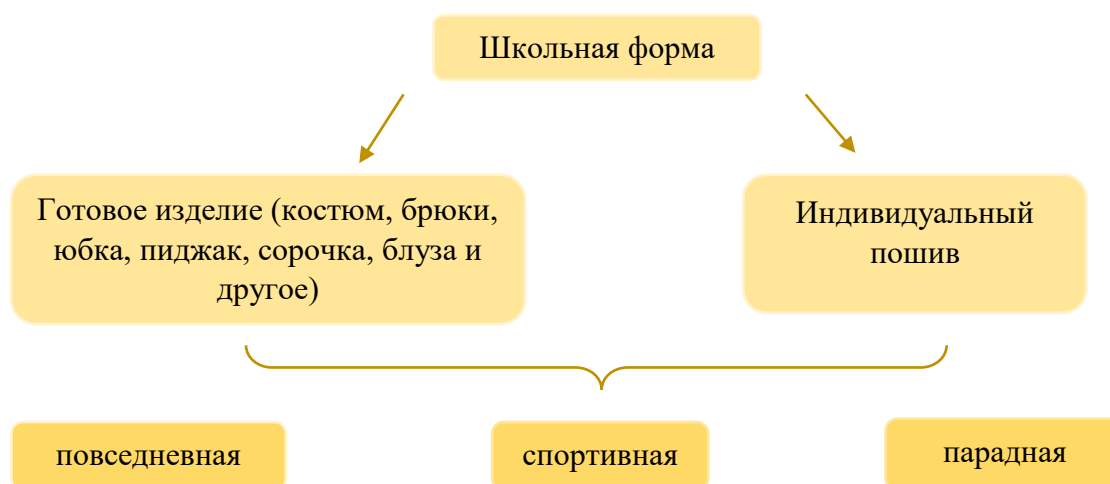 Школьная форма
Готовое изделие (костюм, брюки,
юбка, пиджак, сорочка, блуза и
другое)
Индивидуальный
пошив
повседневная
спортивная
парадная